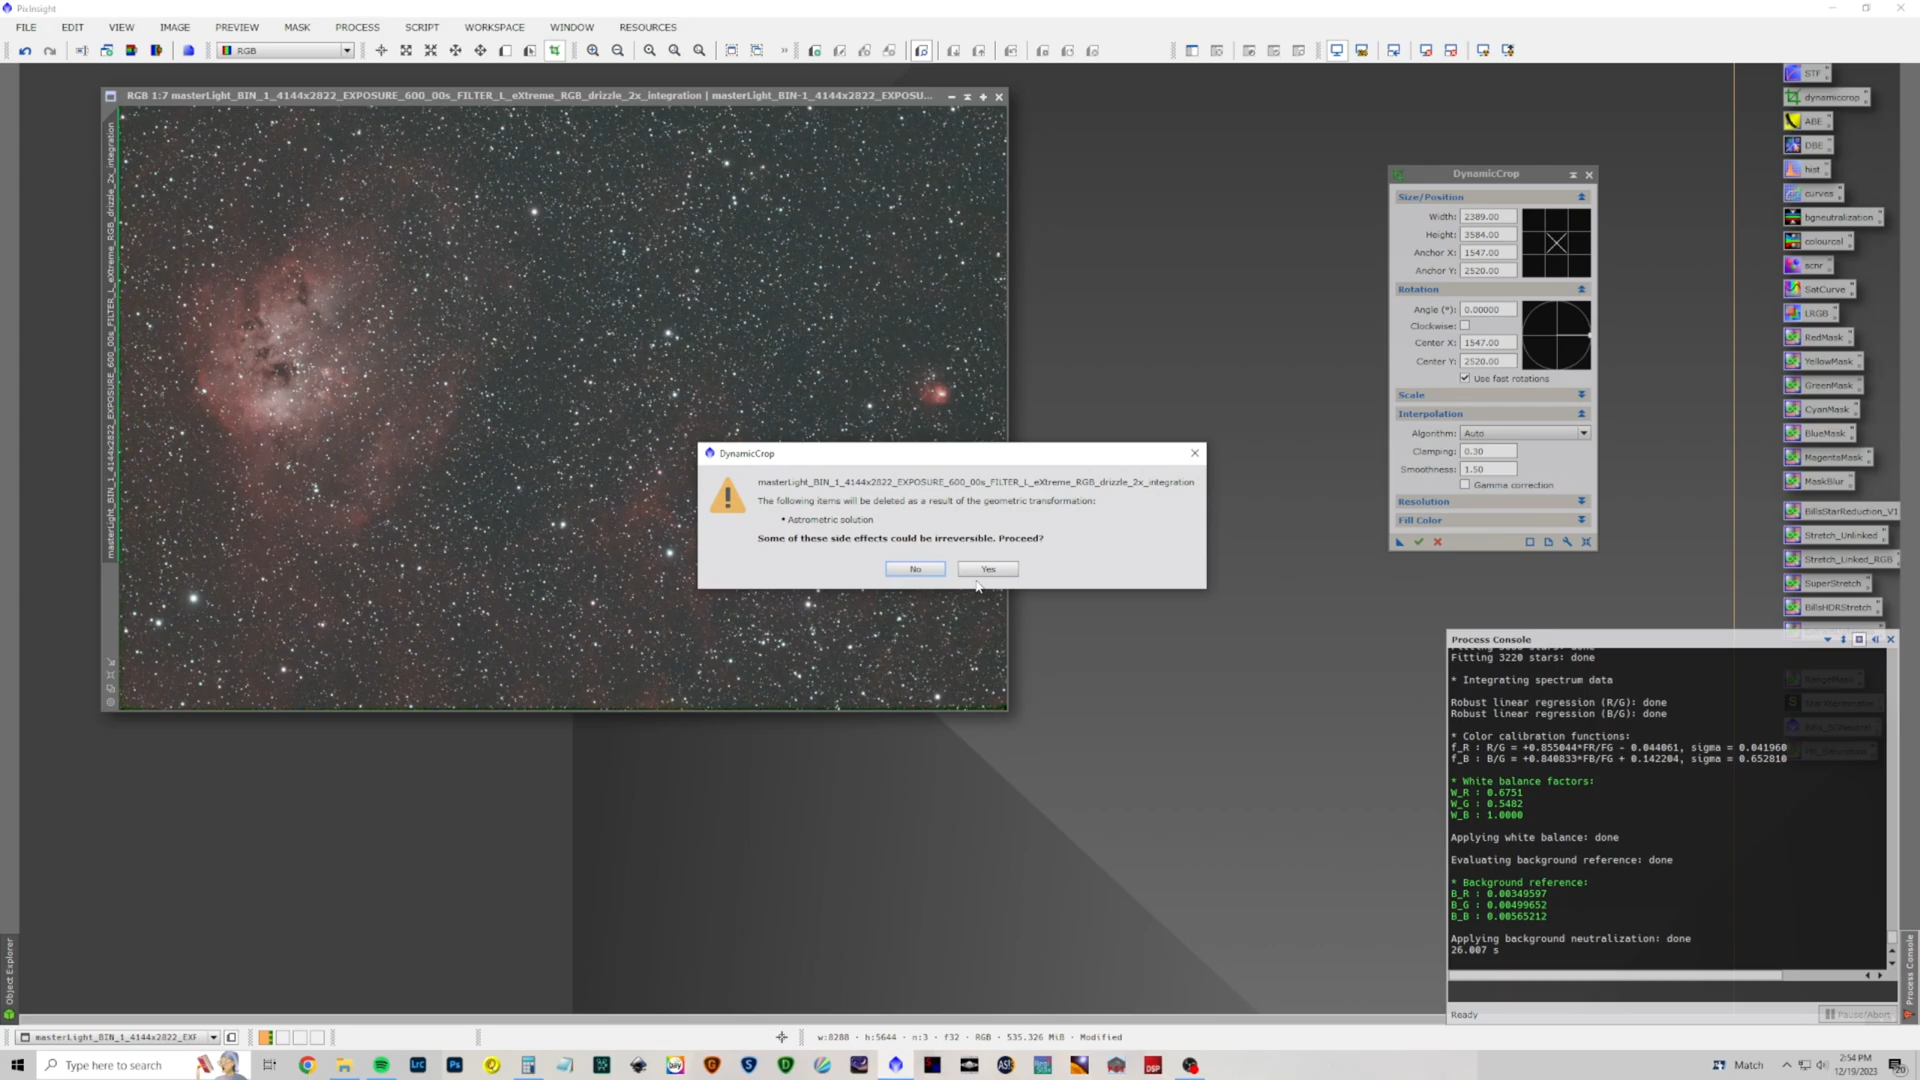 PixInsight
FILE EDIT VIEW IMAGE PREVIEW MASK PROCESS SCRIPT WORKSPACE WINDOW RESOURCES
RGB
RGB 1:7 masterLight_BIN_1_4144x2822_EXPOSURE_600_00s_FILTER_L_eXtreme_RGB_drizzle_2x_integration | masterLight_BIN-1_4144x2822_EXPOSU...
masterLight_BIN_1_4144x2822_EXPOSURE_600_00s_FILTER_L_eXtreme_RGB_drizzle_2x_integration
DynamicCrop
Size/Position
Width: 2389.00
Height: 3584.00
Anchor X: 1547.00
Anchor Y: 2520.00
Rotation
Angle (°): 0.00000
Clockwise:
Center X: 1547.00
Center Y: 2520.00
Use fast rotations
Scale
Interpolation
Algorithm: Auto
Clamping: 0.30
Smoothness: 1.50
Gamma correction
Resolution
Fill Color
DynamicCrop
masterLight_BIN_1_4144x2822_EXPOSURE_600_00s_FILTER_L_eXtreme_RGB_drizzle_2x_integration
The following items will be deleted as a result of the geometric transformation:
• Astrometric solution
Some of these side effects could be irreversible. Proceed?
No Yes
STF
dynamiccrop
ABE
DBE
hist
curves
bgneutralization
colourcal
scnr
SatCurve
LRGB
RedMask
YellowMask
GreenMask
CyanMask
BlueMask
MagentaMask
MaskBlur
BillsStarReduction_V1
Stretch_Unlinked
Stretch_Linked_RGB
SuperStretch
BillsHDRStretch
RangeMask
Process Console
Fitting 3220 stars: done
* Integrating spectrum data
Robust linear regression (R/G): done
Robust linear regression (B/G): done
* Color calibration functions:
f_R : R/G = +0.855044*FR/FG - 0.044061, sigma = 0.041960
f_B : B/G = +0.840833*FB/FG + 0.142204, sigma = 0.652810
* White balance factors:
W_R : 0.6751
W_G : 0.5482
W_B : 1.0000
Applying white balance: done
Evaluating background reference: done
* Background reference:
B_R : 0.00349597
B_G : 0.00499652
B_B : 0.00565212
Applying background neutralization: done
26.007 s
Ready
Pause/Abort
Object Explorer
Process Console
masterLight_BIN_1_4144x2822_EXF
w:8288 · h:5644 · n:3 · f32 · RGB · 535.326 MiB · Modified
Type here to search
Match
2:54 PM
12/19/2023